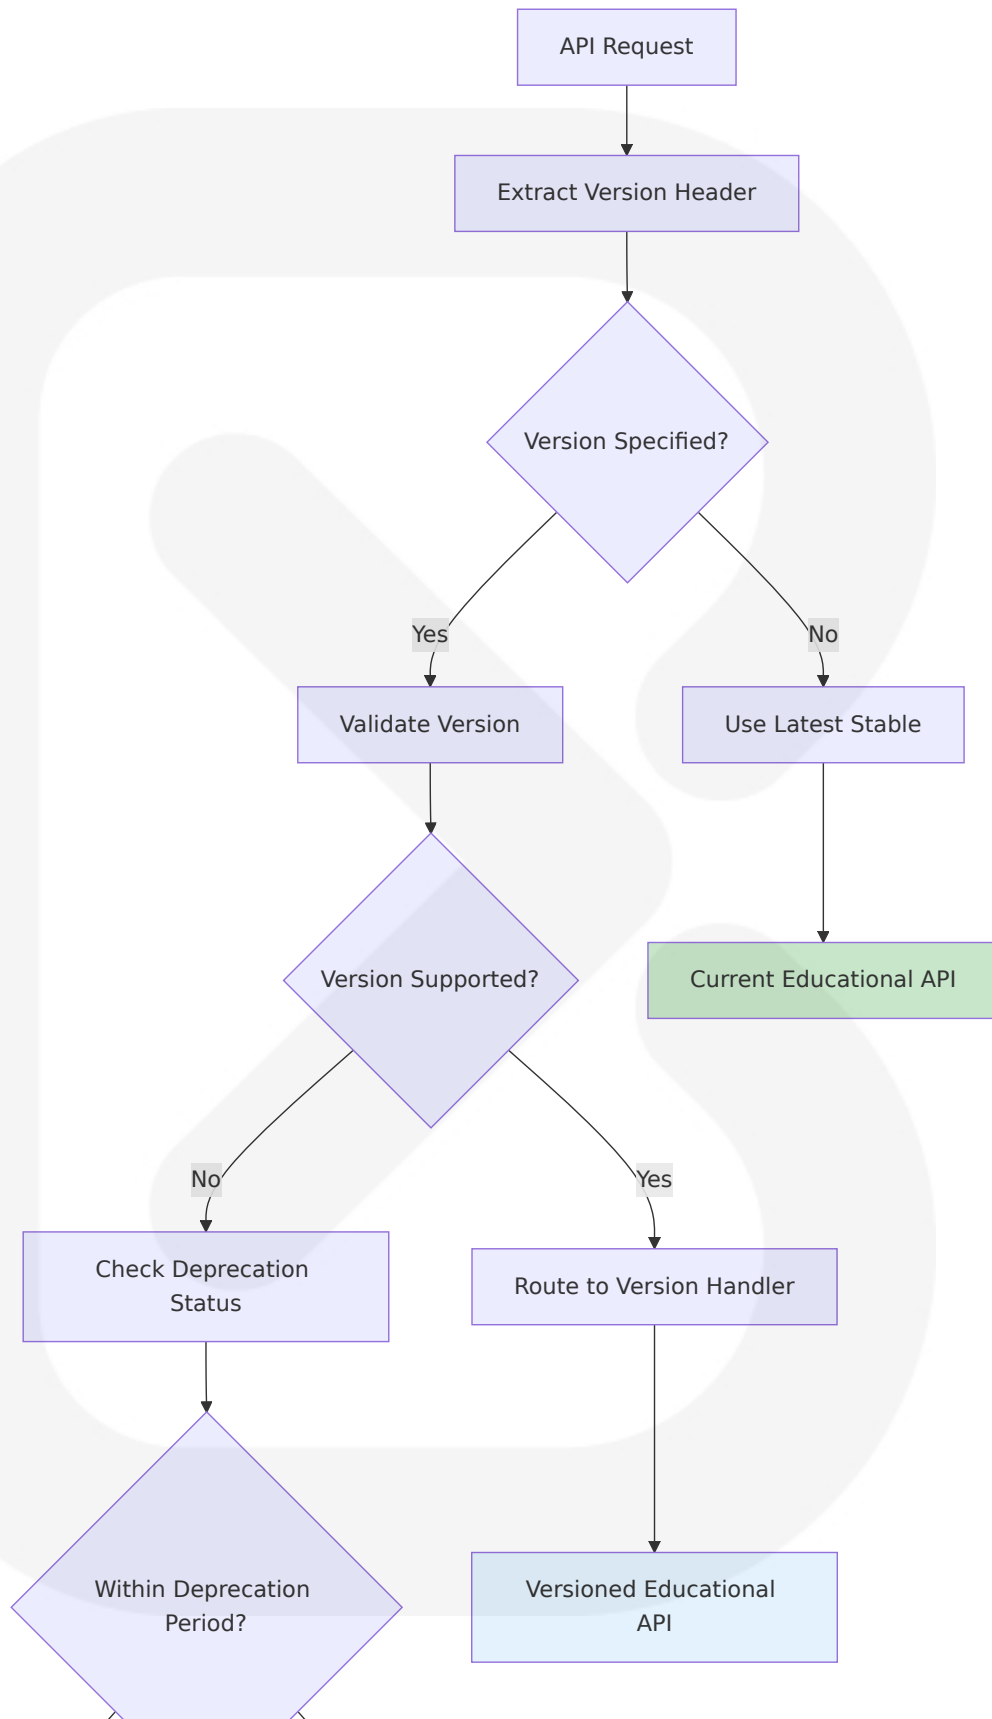 API Request
Extract Version Header
Version Specified?
Yes
No
Validate Version
Use Latest Stable
Version Supported?
Current Educational API
No
Yes
Check Deprecation
Status
Route to Version Handler
Within Deprecation
Period?
Versioned Educational
API